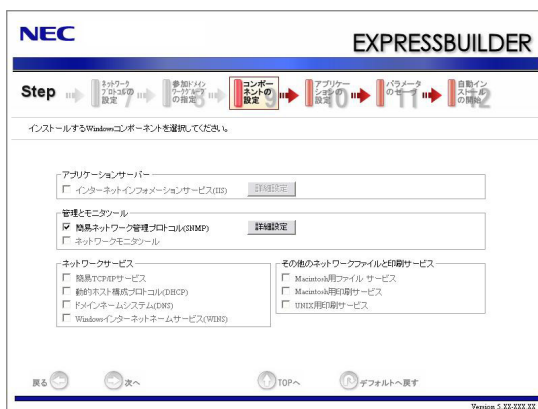 NEC
EXPRESSBUILDER
Step
ネットワーク
プロトコルの
設定 7
参加ドメイン
ワークグループ
の指定 8
コンポー
ネントの
設定 9
アプリケー
ションの
設定 10
パラメータ
のセーブ 11
自動イン
ストール
の開始 12
インストールするWindowsコンポーネントを選択してください。
アプリケーションサーバー
インターネットインフォメーションサービス(IIS)
詳細設定
管理とモニタツール
簡易ネットワーク管理プロトコル(SNMP)
詳細設定
ネットワークモニタツール
ネットワークサービス
簡易TCP/IPサービス
動的ホスト構成プロトコル(DHCP)
ドメインネームシステム(DNS)
Windowsインターネットネームサービス(WINS)
その他のネットワークファイルと印刷サービス
Macintosh用ファイル サービス
Macintosh用印刷サービス
UNIX用印刷サービス
戻る
次へ
TOPへ
デフォルトへ戻す
Version 5.XX-XXX.XX